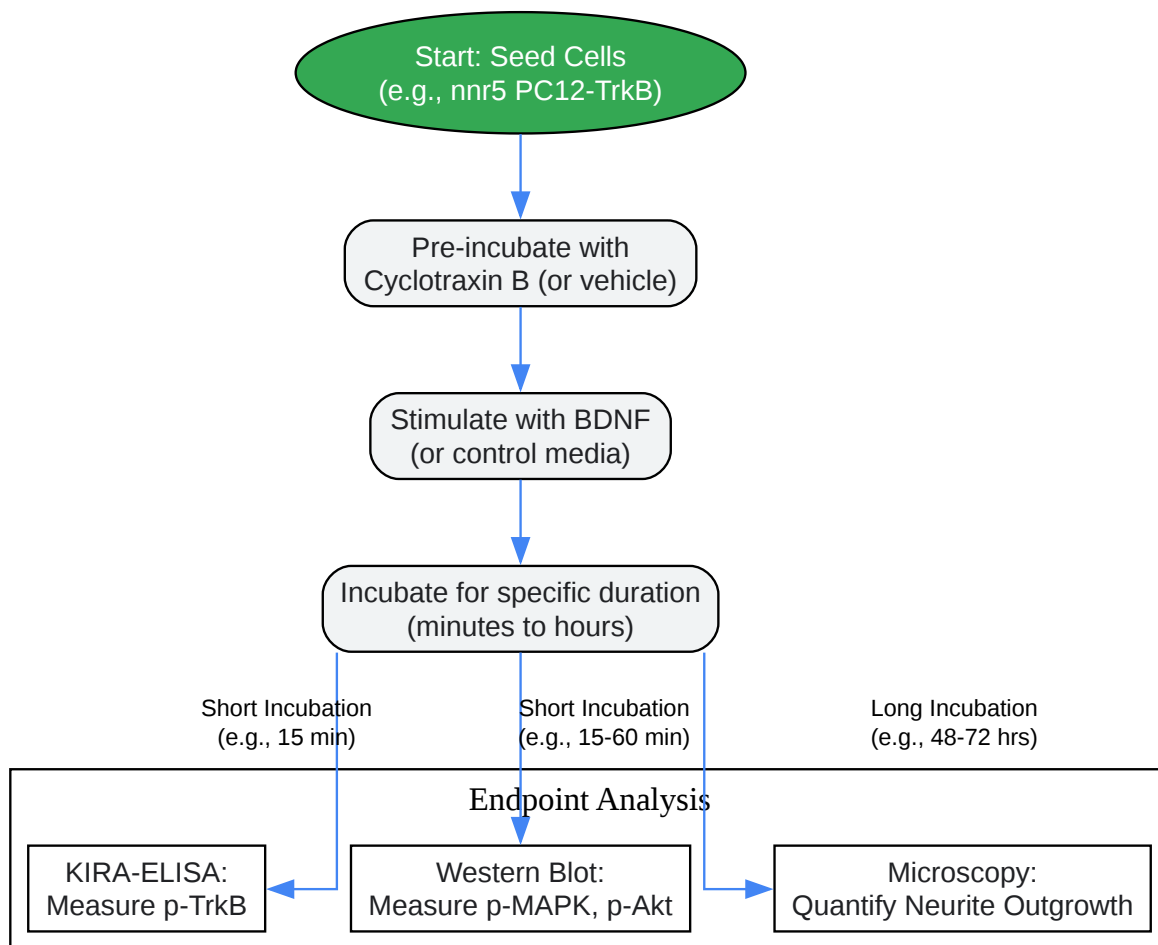 Start: Seed Cells
(e.g., nnr5 PC12-TrkB)
Pre-incubate with
Cyclotraxin B (or vehicle)
Stimulate with BDNF
(or control media)
Incubate for specific duration
(minutes to hours)
Short Incubation
(e.g., 15 min)
Short Incubation
(e.g., 15-60 min)
Long Incubation
(e.g., 48-72 hrs)
Endpoint Analysis
KIRA-ELISA:
Measure p-TrkB
Western Blot:
Measure p-MAPK, p-Akt
Microscopy:
Quantify Neurite Outgrowth